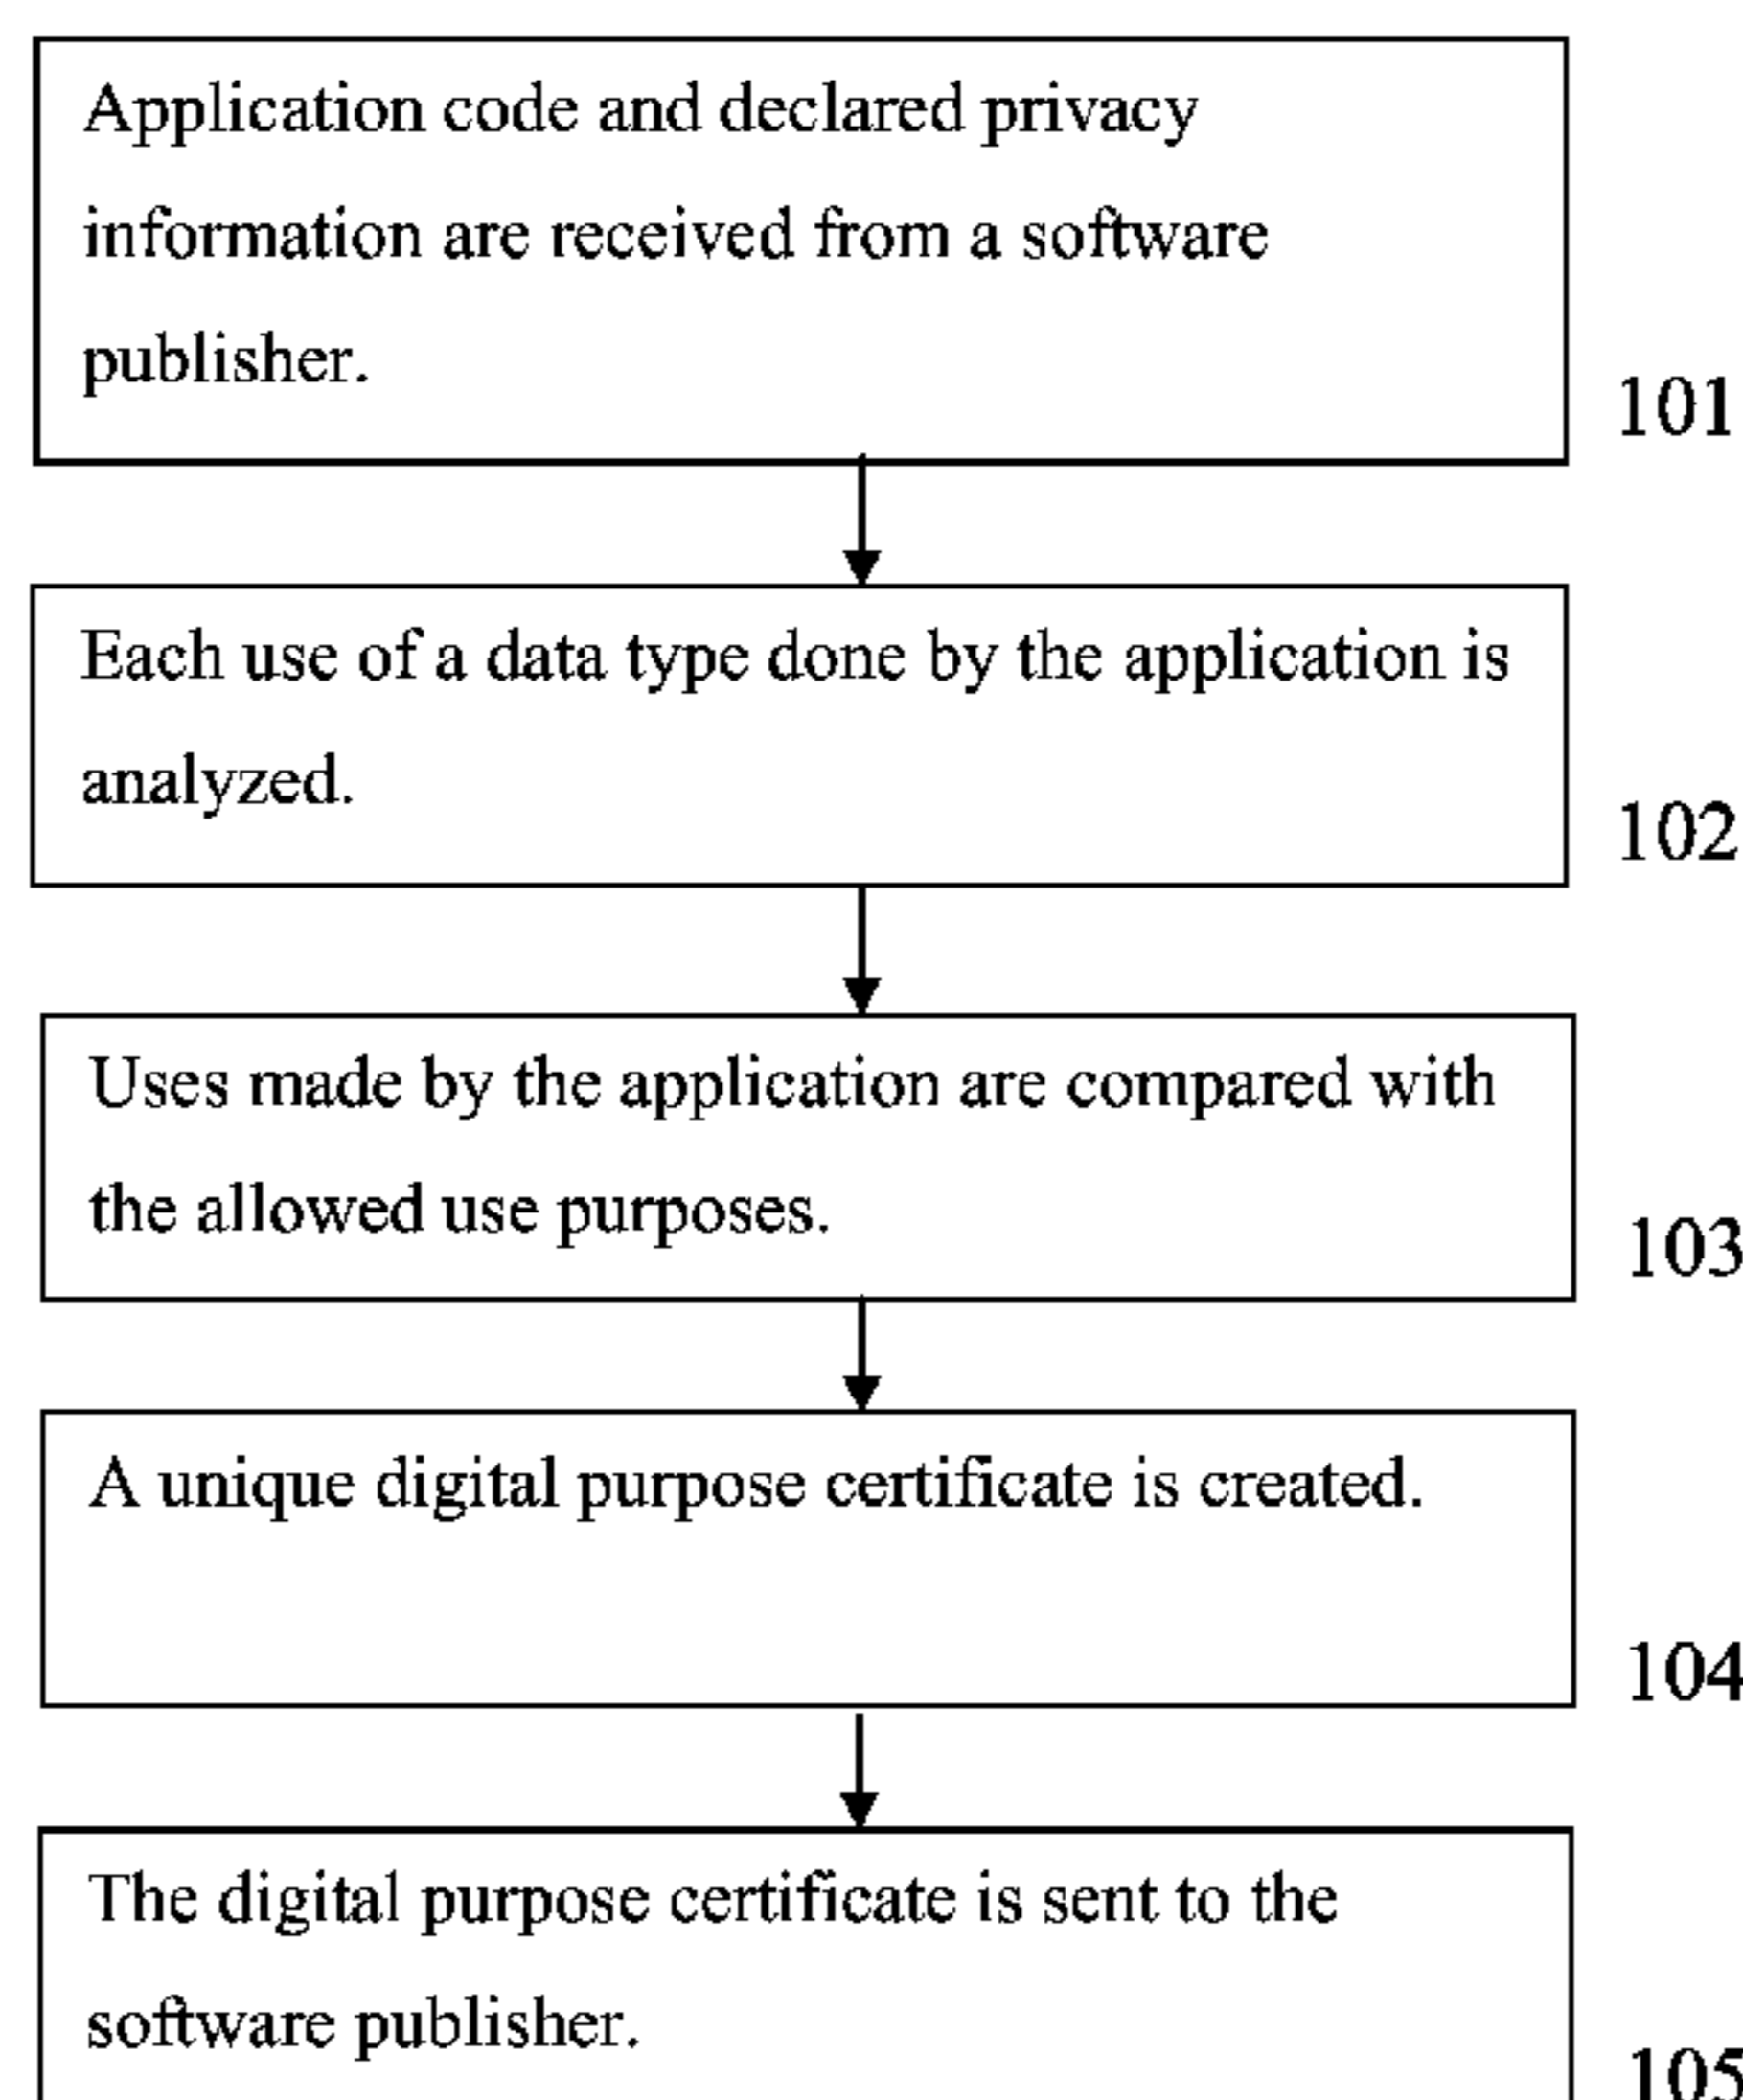 Application code and declared privacy
information are received from a software
publisher.
101
Each use of a data type done by the application is
analyzed.
102
Uses made by the application are compared with
the allowed use purposes.
103
A unique digital purpose certificate is created.
104
The digital purpose certificate is sent to the
software publisher.
105